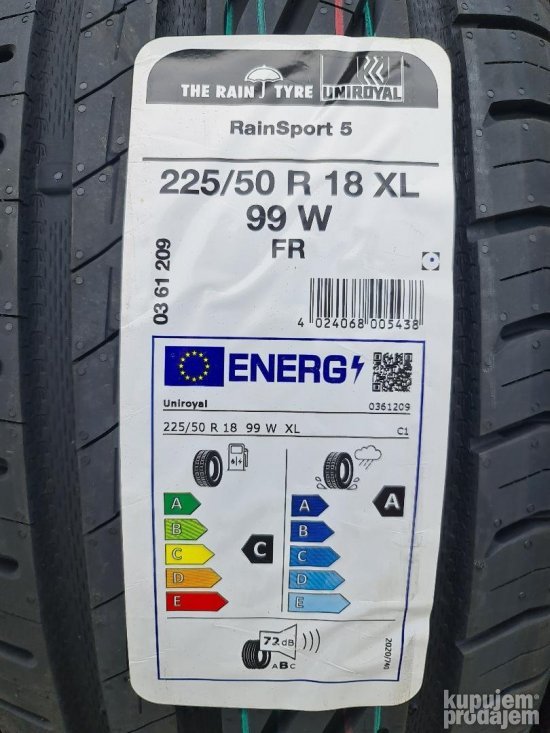 THE RAIN TYRE UNIROYAL
RainSport 5
225/50 R 18 XL
99 W
FR
03 61 209
4 024068 005438
ENERG
Uniroyal 0361209
225/50 R 18 99 W XL C1
A
B
C
D
E
C
A
B
C
D
E
A
72 dB
ABC
2020/740
kupujem
prodajem